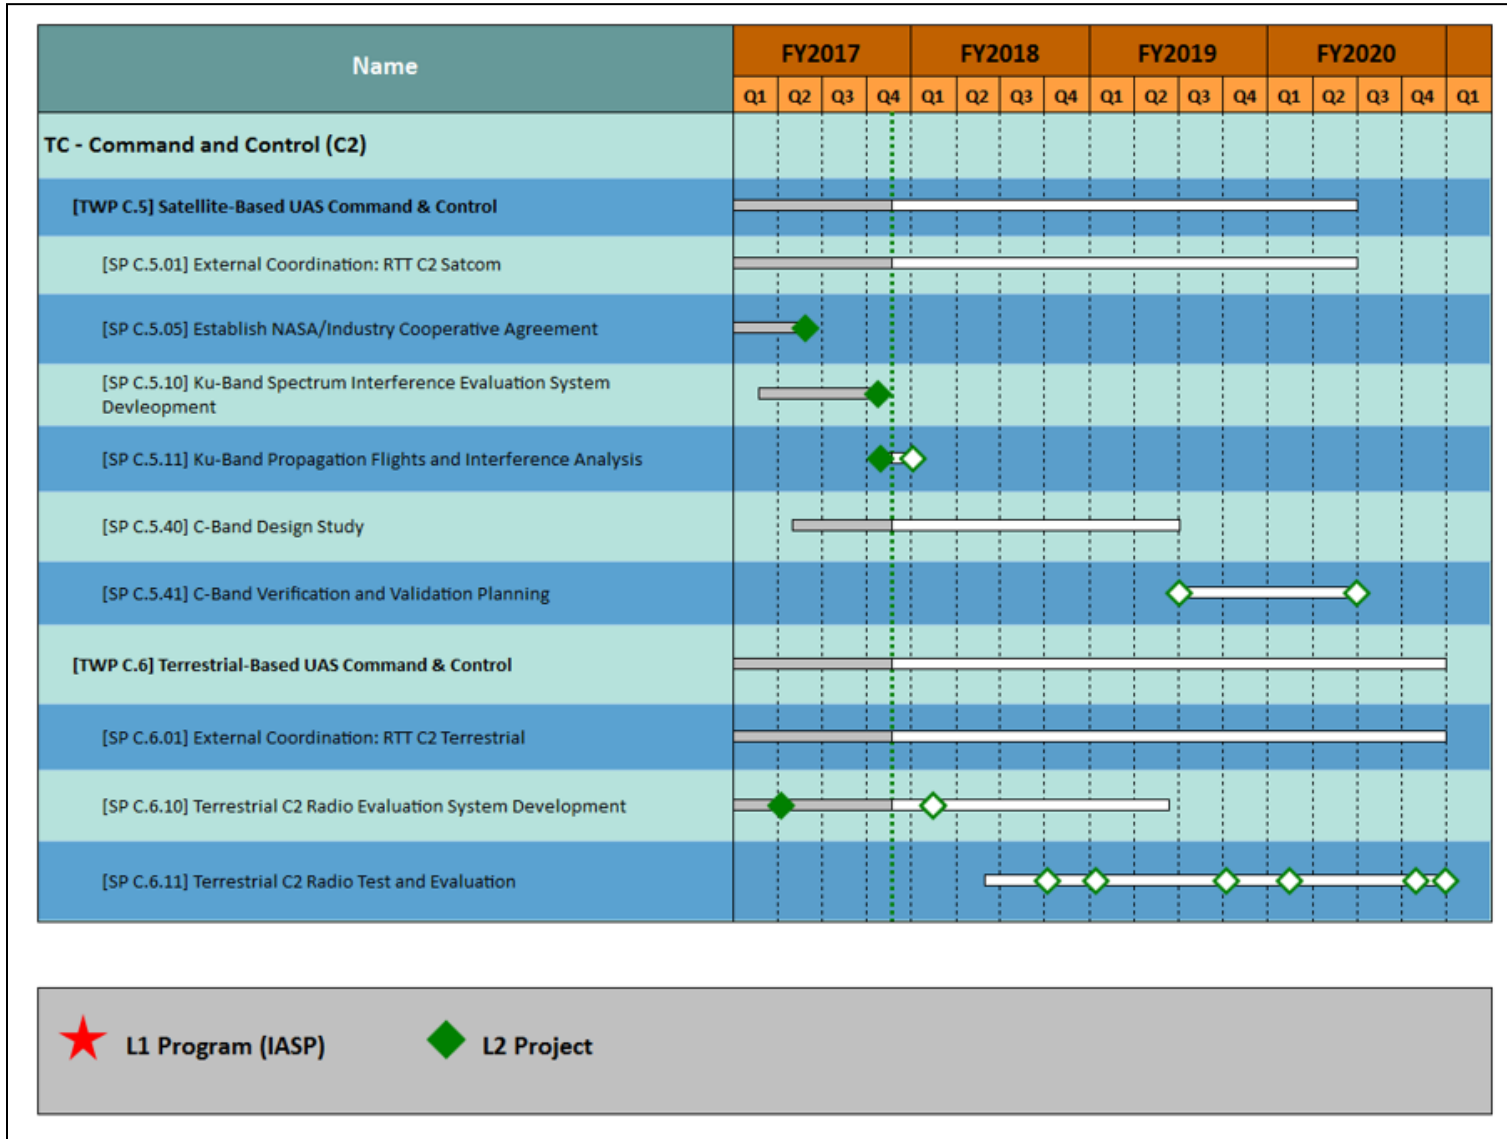 Name
FY2017 FY2018 FY2019 FY2020
Q1 Q2 Q3 Q4 Q1 Q2 Q3 Q4 Q1 Q2 Q3 Q4 Q1 Q2 Q3 Q4 Q1
TC - Command and Control (C2)
[TWP C.5] Satellite-Based UAS Command & Control
[SP C.5.01] External Coordination: RTT C2 Satcom
[SP C.5.05] Establish NASA/Industry Cooperative Agreement
[SP C.5.10] Ku-Band Spectrum Interference Evaluation System
Devleopment
[SP C.5.11] Ku-Band Propagation Flights and Interference Analysis
[SP C.5.40] C-Band Design Study
[SP C.5.41] C-Band Verification and Validation Planning
[TWP C.6] Terrestrial-Based UAS Command & Control
[SP C.6.01] External Coordination: RTT C2 Terrestrial
[SP C.6.10] Terrestrial C2 Radio Evaluation System Development
[SP C.6.11] Terrestrial C2 Radio Test and Evaluation
L1 Program (IASP) L2 Project